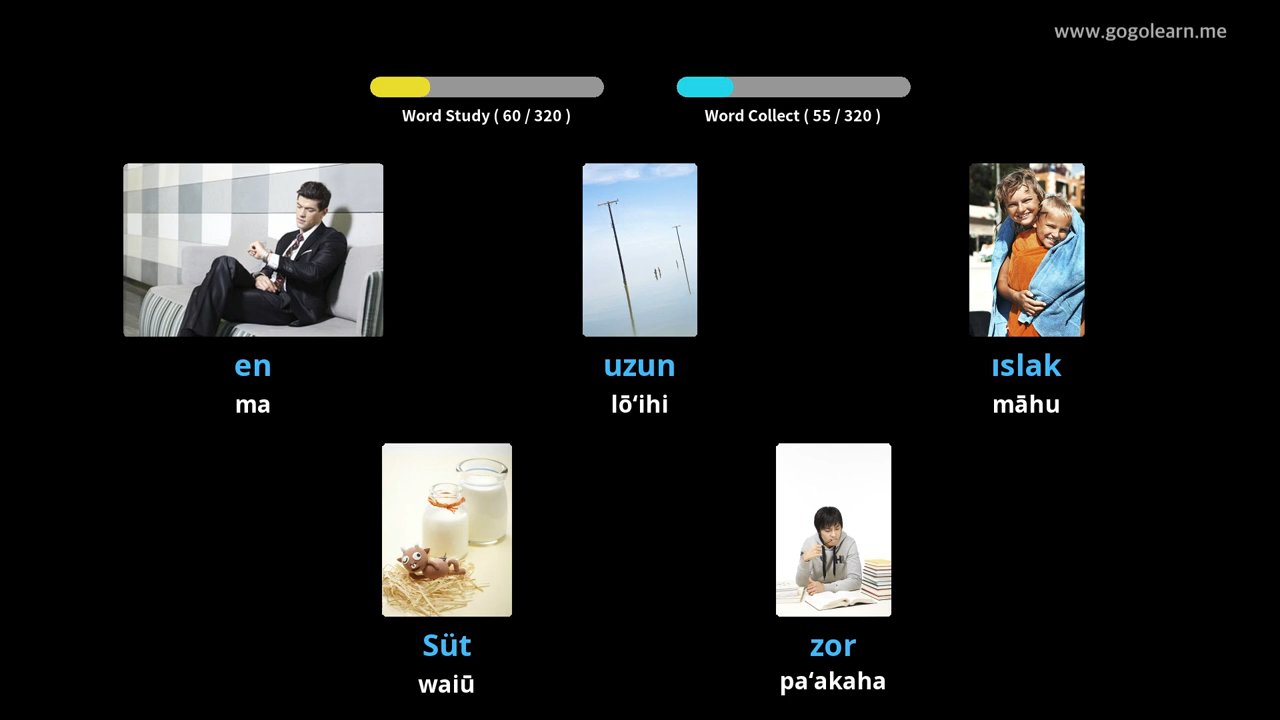 www.gogolearn.me
Word Study ( 60 / 320 )
Word Collect ( 55 / 320 )
en
ma
uzun
lōʻihi
ıslak
māhu
Süt
waiū
zor
paʻakaha